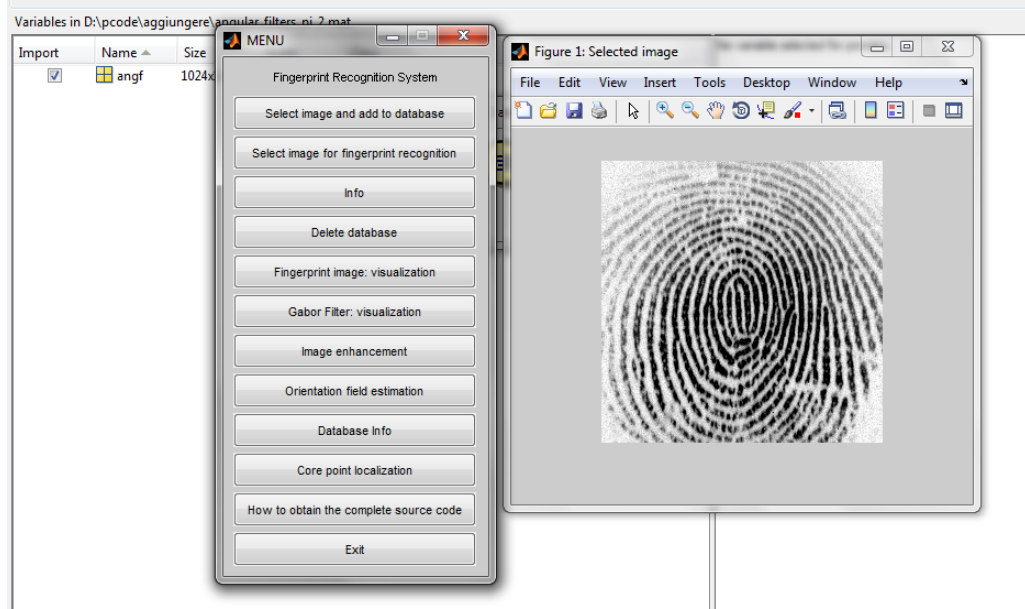 Variables in D:\pcode\aggiungere\angular_filters_pi_2.mat
Import Name Size
angf 1024x
MENU
Fingerprint Recognition System
Select image and add to database
Select image for fingerprint recognition
Info
Delete database
Fingerprint image: visualization
Gabor Filter: visualization
Image enhancement
Orientation field estimation
Database Info
Core point localization
How to obtain the complete source code
Exit
Figure 1: Selected image
File Edit View Insert Tools Desktop Window Help